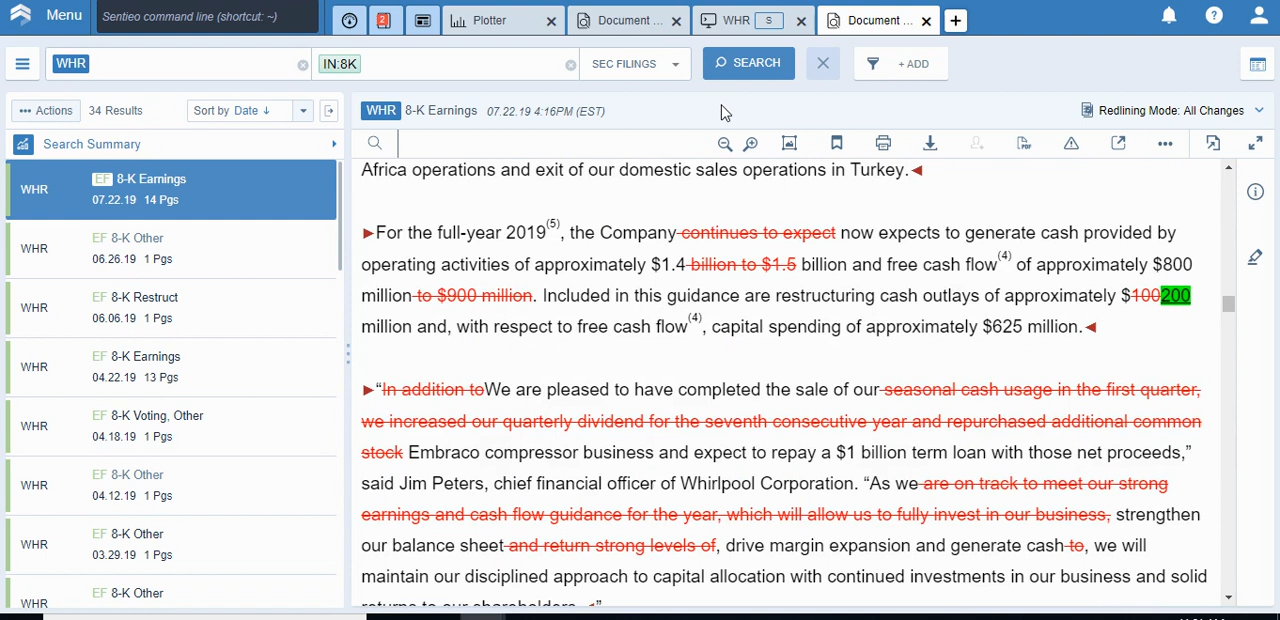 Menu
Sentieo command line (shortcut: ~)
2
Plotter
Document ...
WHR S
Document ...
WHR
IN:8K
SEC FILINGS
SEARCH
+ ADD
Actions
34 Results
Sort by Date
WHR 8-K Earnings 07.22.19 4:16PM (EST)
Redlining Mode: All Changes
Search Summary
WHR
EF 8-K Earnings
07.22.19 14 Pgs
WHR
EF 8-K Other
06.26.19 1 Pgs
WHR
EF 8-K Restruct
06.06.19 1 Pgs
WHR
EF 8-K Earnings
04.22.19 13 Pgs
WHR
EF 8-K Voting, Other
04.18.19 1 Pgs
WHR
EF 8-K Other
04.12.19 1 Pgs
WHR
EF 8-K Other
03.29.19 1 Pgs
WHR
EF 8-K Other
Africa operations and exit of our domestic sales operations in Turkey.
For the full-year 2019(5), the Company continues to expect now expects to generate cash provided by
operating activities of approximately $1.4 billion to $1.5 billion and free cash flow(4) of approximately $800
million to $900 million. Included in this guidance are restructuring cash outlays of approximately $100200
million and, with respect to free cash flow(4), capital spending of approximately $625 million.
“In addition toWe are pleased to have completed the sale of our seasonal cash usage in the first quarter,
we increased our quarterly dividend for the seventh consecutive year and repurchased additional common
stock Embraco compressor business and expect to repay a $1 billion term loan with those net proceeds,”
said Jim Peters, chief financial officer of Whirlpool Corporation. “As we are on track to meet our strong
earnings and cash flow guidance for the year, which will allow us to fully invest in our business, strengthen
our balance sheet and return strong levels of, drive margin expansion and generate cash to, we will
maintain our disciplined approach to capital allocation with continued investments in our business and solid
returns to our shareholders.”